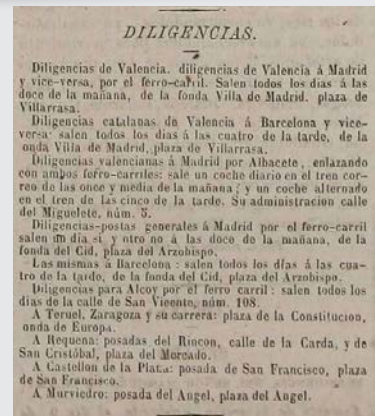 DILIGENCIAS.
Diligencias de Valencia. diligencias de Valencia á Madrid
y vice-versa, por el ferro-carril. Salen todos los dias á las
doce de la mañana, de la fonda Villa de Madrid. plaza de
Villarrasa.
Diligencias catalanas de Valencia á Barcelona y vice-
versa: salen todos los dias á las cuatro de la tarde, de la
onda Villa de Madrid, plaza de Villarrasa.
Diligencias valencianas á Madrid por Albacete, enlazando
con ambos ferro-carriles: sale un coche diario en el tren cor-
reo de las once y media de la mañana; y un coche alternado
en el tren de las cinco de la tarde. Su administracion calle
del Miguelete, núm. 5.
Diligencias-postas generales á Madrid por el ferro-carril
salen un dia sí y otro no á las doce de la mañana, de la
fonda del Cid, plaza del Arzobispo.
Las mismas á Barcelona: salen todos los días á las cua-
tro de la tarde, de la fonda del Cid, plaza del Arzobispo.
Diligencias para Alcoy por el ferro carril: salen todos los
dias de la calle de San Vicente, núm. 108.
A Teruel, Zaragoza y su carrera: plaza de la Constitucion,
onda de Europa.
A Requena: posadas del Rincon, calle de la Carda, y de
San Cristóbal, plaza del Mercado.
A Castellon de la Plana: posada de San Francisco, plaza
de San Francisco.
A Murviedro: posada del Angel, plaza del Angel.